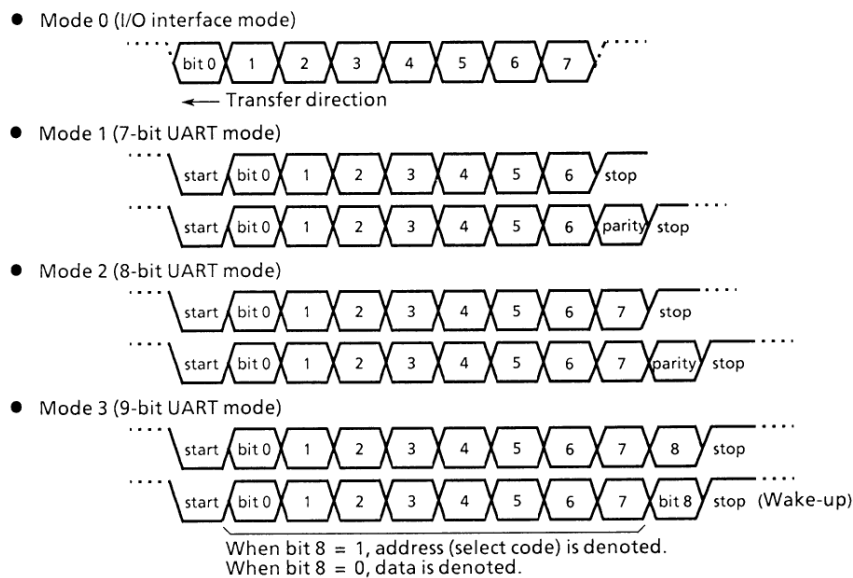 ● Mode 0 (I/O interface mode)
bit 0 1 2 3 4 5 6 7
← Transfer direction
● Mode 1 (7-bit UART mode)
start bit 0 1 2 3 4 5 6 stop
start bit 0 1 2 3 4 5 6 parity stop
● Mode 2 (8-bit UART mode)
start bit 0 1 2 3 4 5 6 7 stop
start bit 0 1 2 3 4 5 6 7 parity stop
● Mode 3 (9-bit UART mode)
start bit 0 1 2 3 4 5 6 7 8 stop
start bit 0 1 2 3 4 5 6 7 bit 8 stop (Wake-up)
When bit 8 = 1, address (select code) is denoted.
When bit 8 = 0, data is denoted.